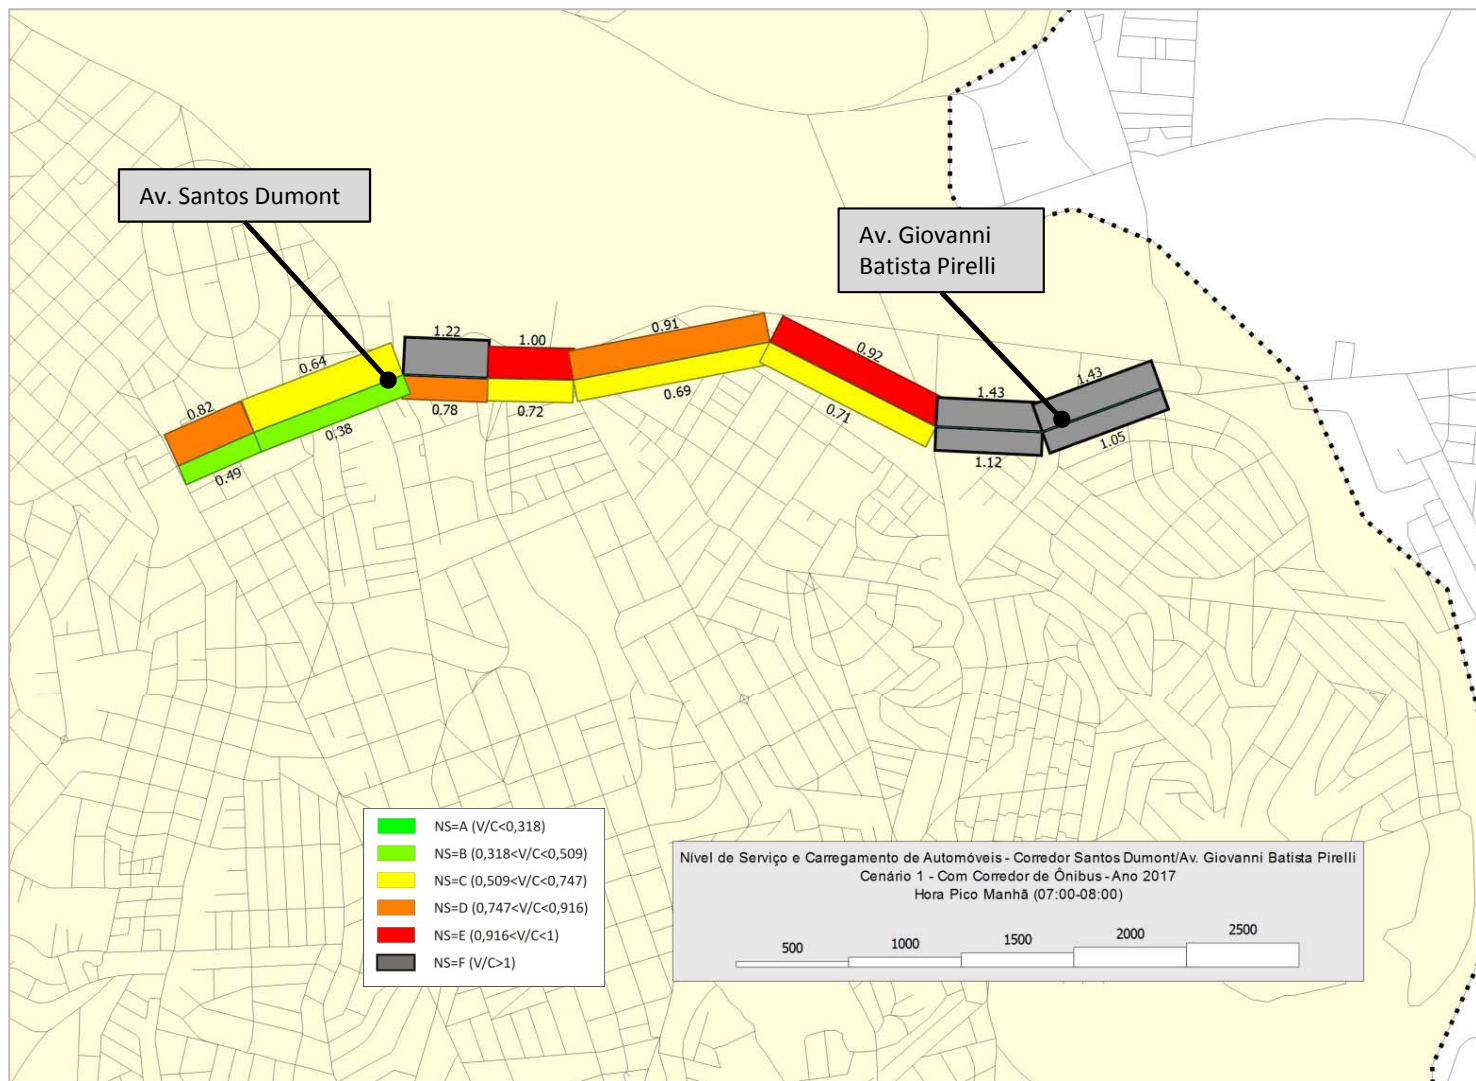 Av. Santos Dumont
Av. Giovanni
Batista Pirelli
0.82
0.64
1.22
1.00
0.91
0.92
1.43
1.43
0.49
0.38
0.78
0.72
0.69
0.71
1.12
1.05
NS=A (V/C<0,318)
NS=B (0,318<V/C<0,509)
NS=C (0,509<V/C<0,747)
NS=D (0,747<V/C<0,916)
NS=E (0,916<V/C<1)
NS=F (V/C>1)
Nível de Serviço e Carregamento de Automóveis - Corredor Santos Dumont/Av. Giovanni Batista Pirelli
Cenário 1 - Com Corredor de Ônibus - Ano 2017
Hora Pico Manhã (07:00-08:00)
500 1000 1500 2000 2500